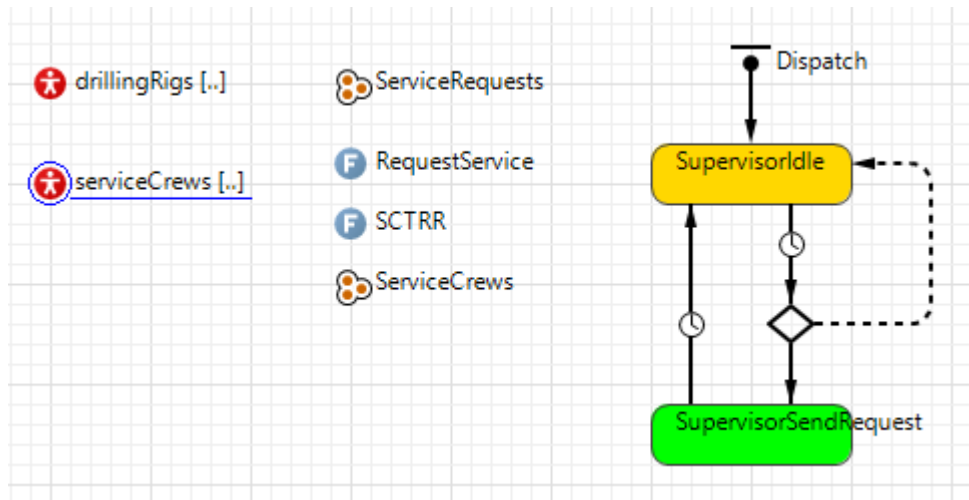 drillingRigs [..]
serviceCrews [..]
ServiceRequests
F RequestService
F SCTRR
ServiceCrews
Dispatch
SupervisorIdle
SupervisorSendRequest